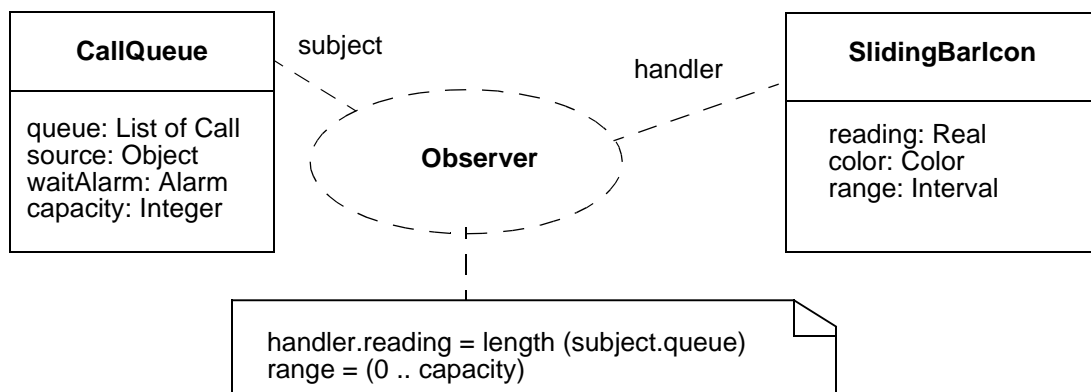 CallQueue
queue: List of Call
source: Object
waitAlarm: Alarm
capacity: Integer
subject
Observer
handler
SlidingBarIcon
reading: Real
color: Color
range: Interval
handler.reading = length (subject.queue)
range = (0 .. capacity)